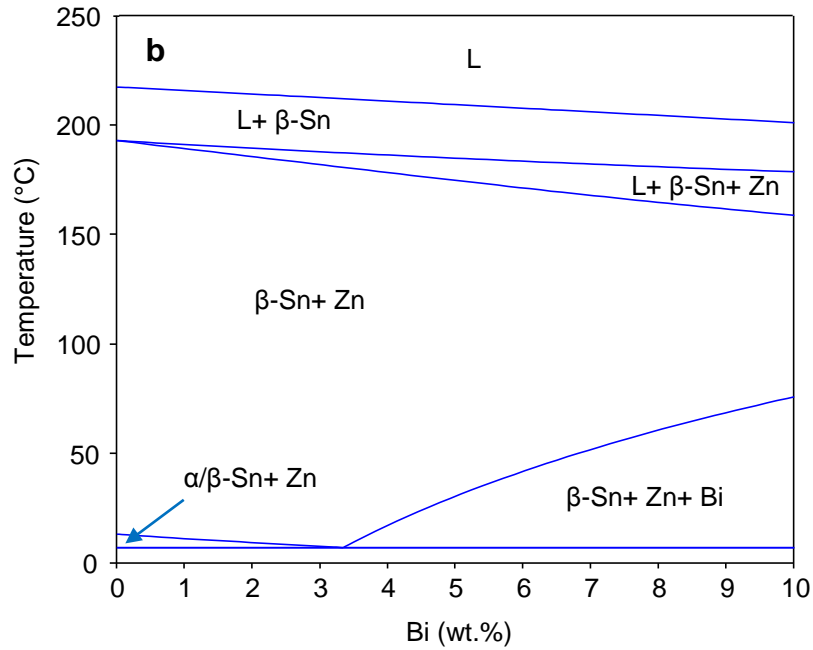 b
L
L+ β-Sn
L+ β-Sn+ Zn
β-Sn+ Zn
α/β-Sn+ Zn
β-Sn+ Zn+ Bi
Temperature (°C)
250
200
150
100
50
0
0 1 2 3 4 5 6 7 8 9 10
Bi (wt.%)